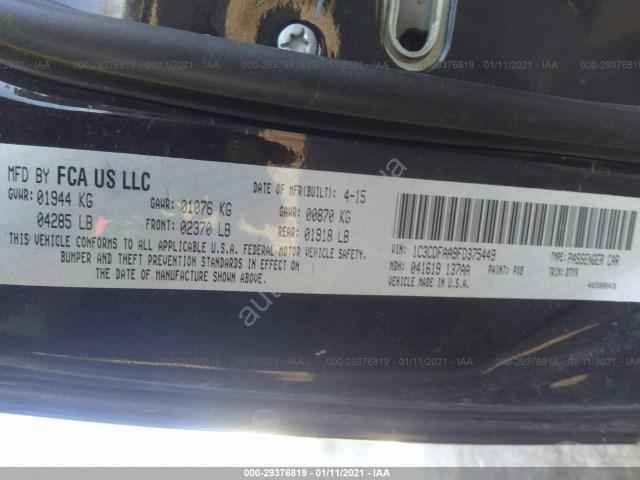 000-29376819 · 01/11/2021 · IAA
MFD BY FCA US LLC
DATE OF MFR(BUILT): 4-15
GVWR: 01944 KG
GAWR: 01076 KG
GAWR: 00870 KG
04285 LB
FRONT: 02370 LB
REAR: 01918 LB
THIS VEHICLE CONFORMS TO ALL APPLICABLE U.S.A. FEDERAL MOTOR VEHICLE SAFETY,
BUMPER AND THEFT PREVENTION STANDARDS IN EFFECT ON
THE DATE OF MANUFACTURE SHOWN ABOVE.
VIN: 1C3CDFAA9FD375449
TYPE: PASSENGER CAR
MDH: 041619 137AA
PAINT: PXB
VEHICLE MADE IN U.S.A.
000-29376819 · 01/11/2021 · IAA
000-29376819 · 01/11/2021 · IAA